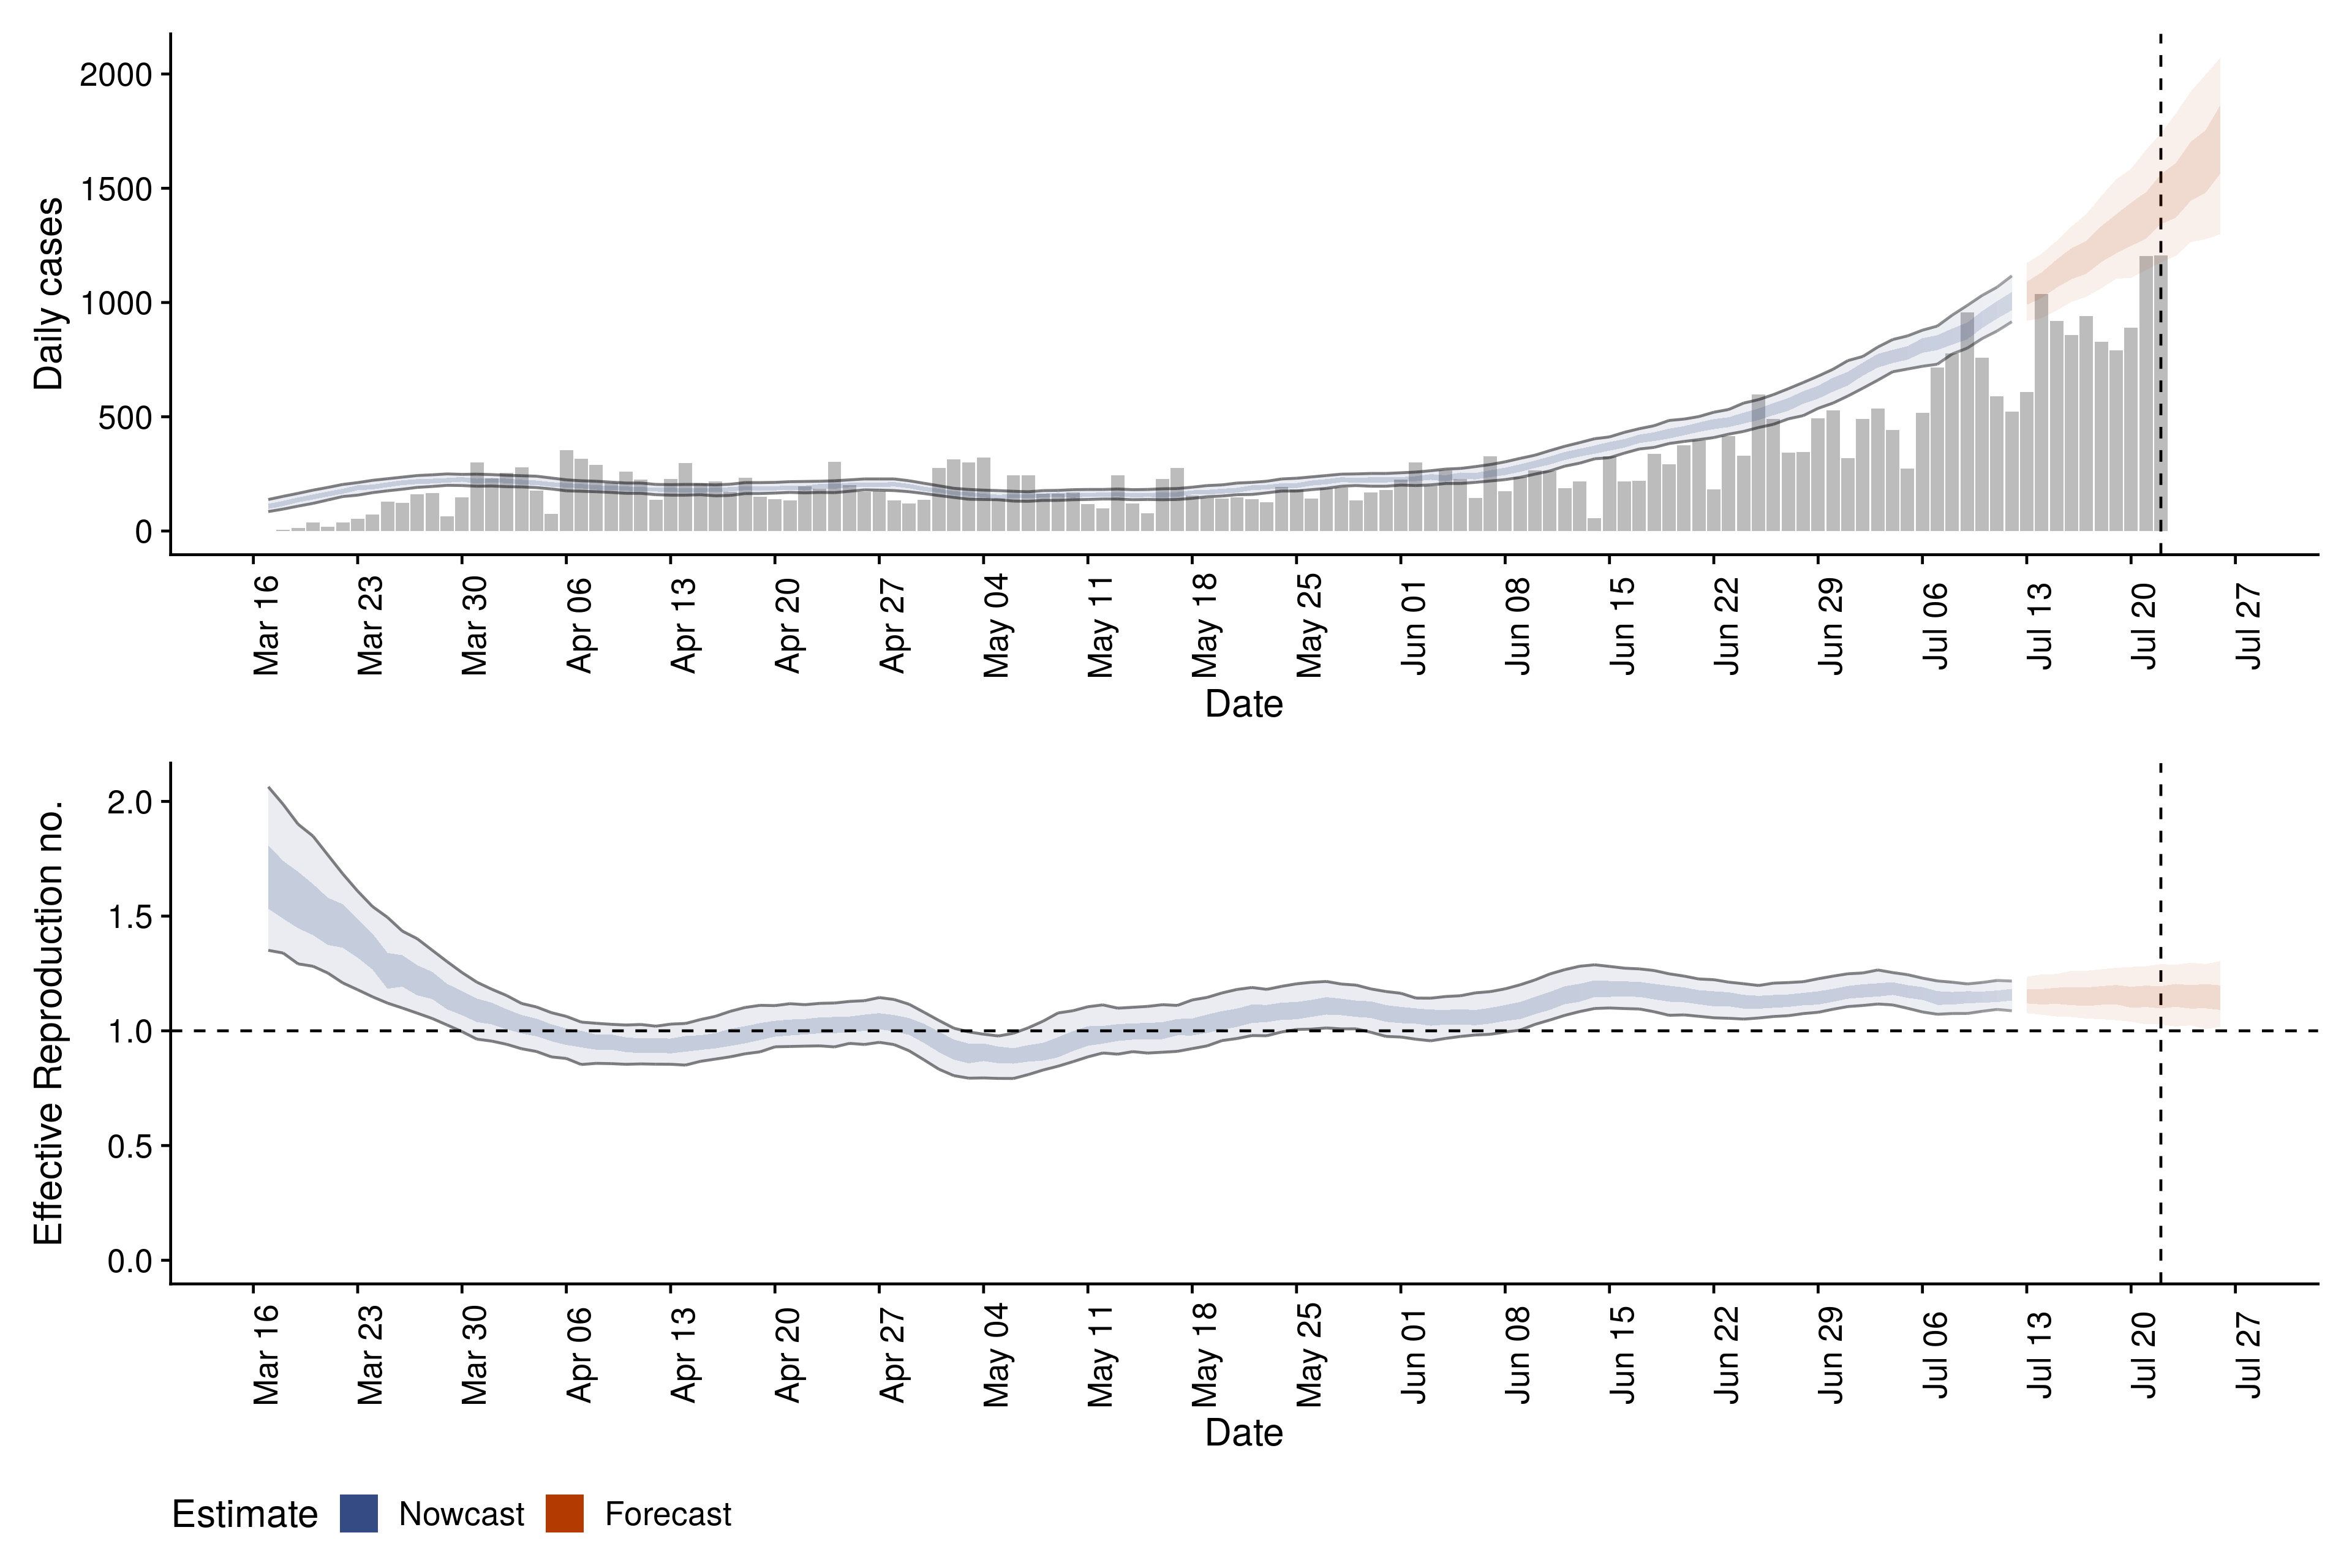 Daily cases
2000
1500
1000
500
0
Mar 16 Mar 23 Mar 30 Apr 06 Apr 13 Apr 20 Apr 27 May 04 May 11 May 18 May 25 Jun 01 Jun 08 Jun 15 Jun 22 Jun 29 Jul 06 Jul 13 Jul 20 Jul 27
Date
Effective Reproduction no.
2.0
1.5
1.0
0.5
0.0
Mar 16 Mar 23 Mar 30 Apr 06 Apr 13 Apr 20 Apr 27 May 04 May 11 May 18 May 25 Jun 01 Jun 08 Jun 15 Jun 22 Jun 29 Jul 06 Jul 13 Jul 20 Jul 27
Date
Estimate Nowcast Forecast